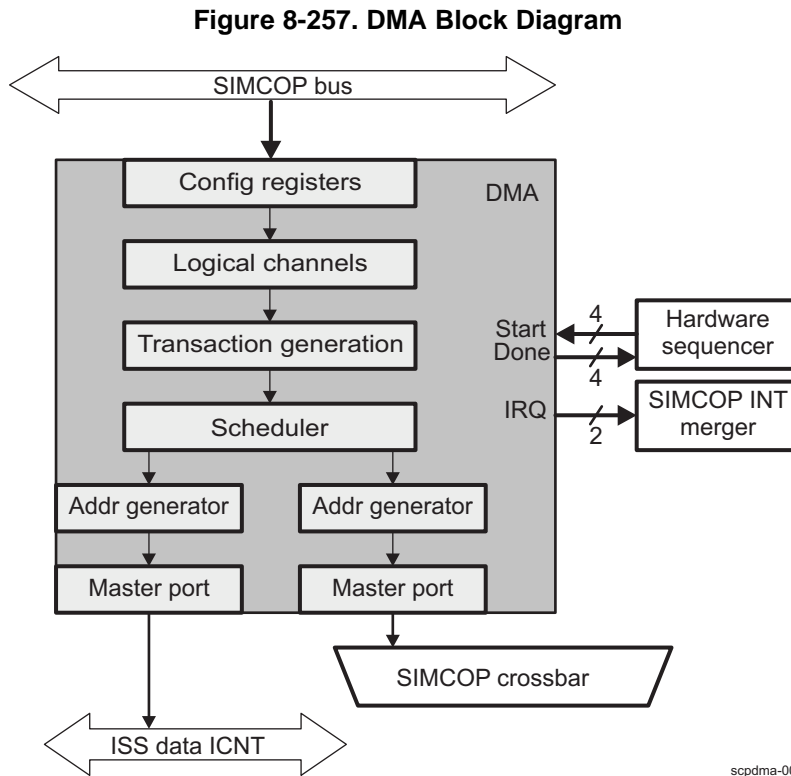 Figure 8-257. DMA Block Diagram
SIMCOP bus
Config registers
DMA
Logical channels
Transaction generation
Start
4
Hardware
sequencer
Done
4
Scheduler
IRQ
2
SIMCOP INT
merger
Addr generator
Addr generator
Master port
Master port
SIMCOP crossbar
ISS data ICNT